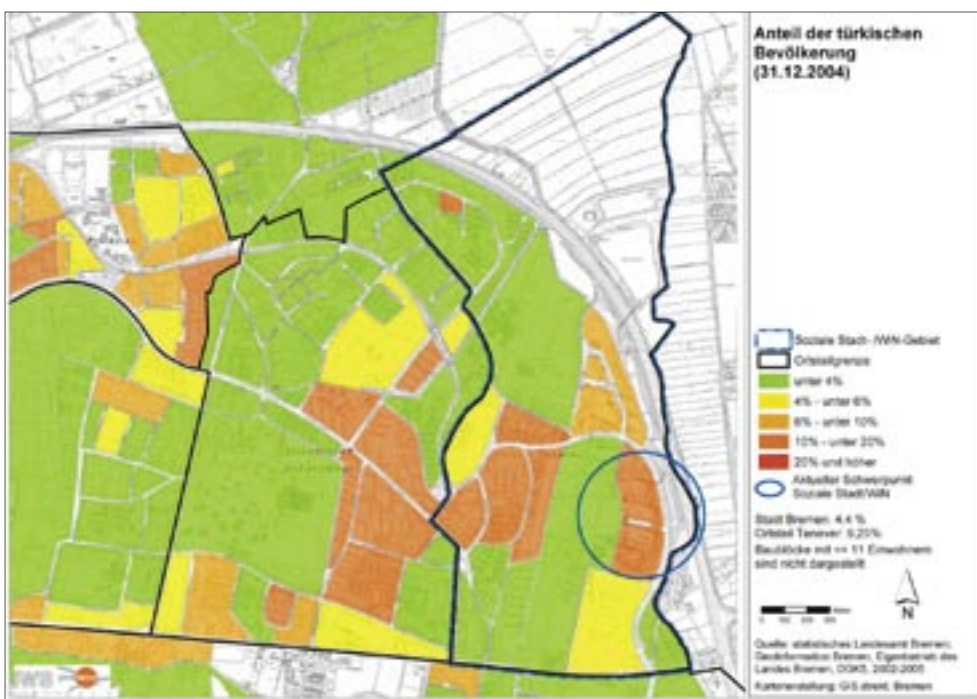 Anteil der türkischen
Bevölkerung
(31.12.2004)
Soziale Stadt- /WiN-Gebiet
Ortsteilgrenze
unter 4%
4% - unter 6%
6% - unter 10%
10% - unter 20%
20% und höher
Aktueller Schwerpunkt
Soziale Stadt/WiN
Stadt Bremen: 4,4 %
Ortsteil Tenever: 9,25%
Baublöcke mit <= 11 Einwohnern
sind nicht dargestellt
Meter
N
Quelle: statistisches Landesamt Bremen,
Geoinformation Bremen, Eigenbetrieb des
Landes Bremen, DGK5, 2002-2005
Kartenerstellung: GIS direkt, Bremen